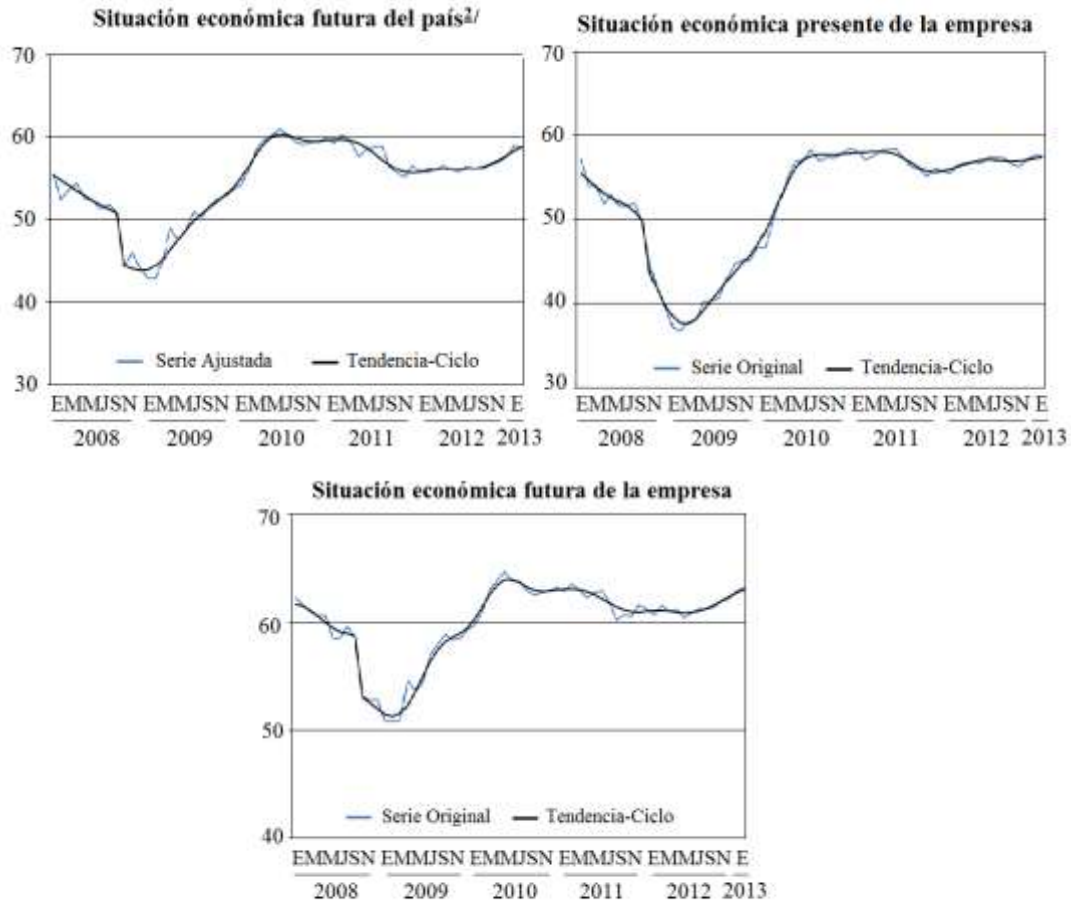 Situación económica futura del país2/
70
60
50
40
30
Serie Ajustada Tendencia-Ciclo
EMMJSN EMMJSN EMMJSN EMMJSN EMMJSN E
2008 2009 2010 2011 2012 2013
Situación económica presente de la empresa
70
60
50
40
30
Serie Original Tendencia-Ciclo
EMMJSN EMMJSN EMMJSN EMMJSN EMMJSN E
2008 2009 2010 2011 2012 2013
Situación económica futura de la empresa
70
60
50
40
Serie Original Tendencia-Ciclo
EMMJSN EMMJSN EMMJSN EMMJSN EMMJSN E
2008 2009 2010 2011 2012 2013